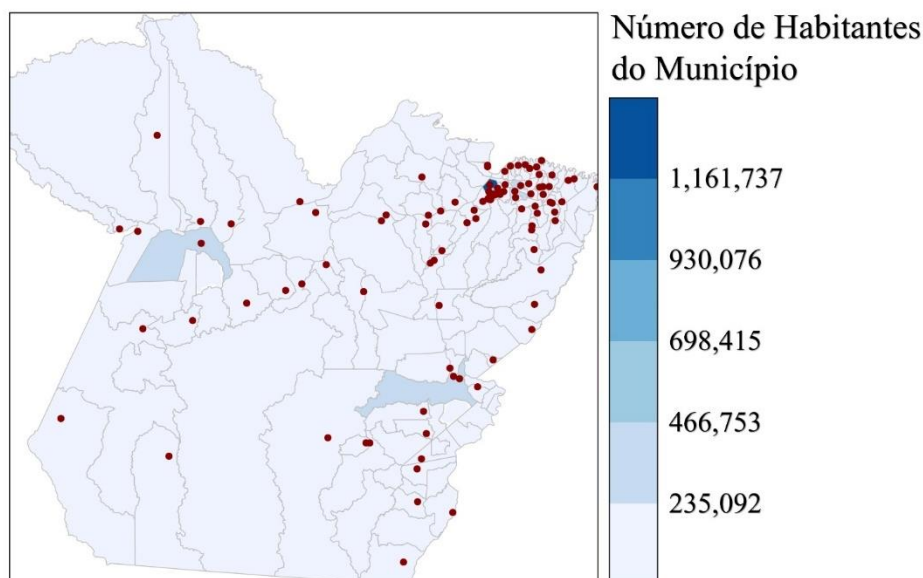 Número de Habitantes
do Município
1,161,737
930,076
698,415
466,753
235,092